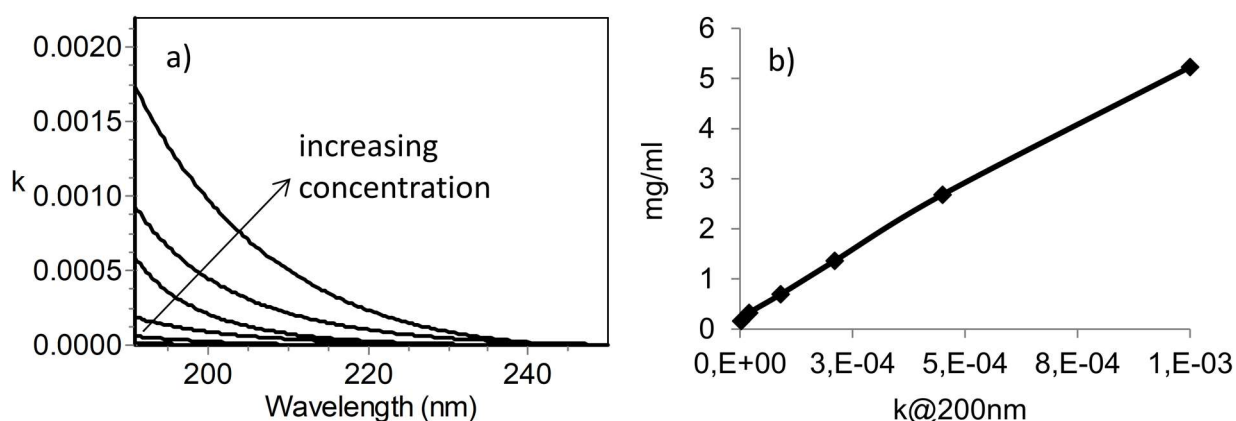 a)
0.0020
0.0015
0.0010
0.0005
0.0000
k
increasing
concentration
200
220
240
Wavelength (nm)
b)
6
5
4
3
2
1
0
mg/ml
0,E+00
3,E-04
5,E-04
8,E-04
1,E-03
k@200nm